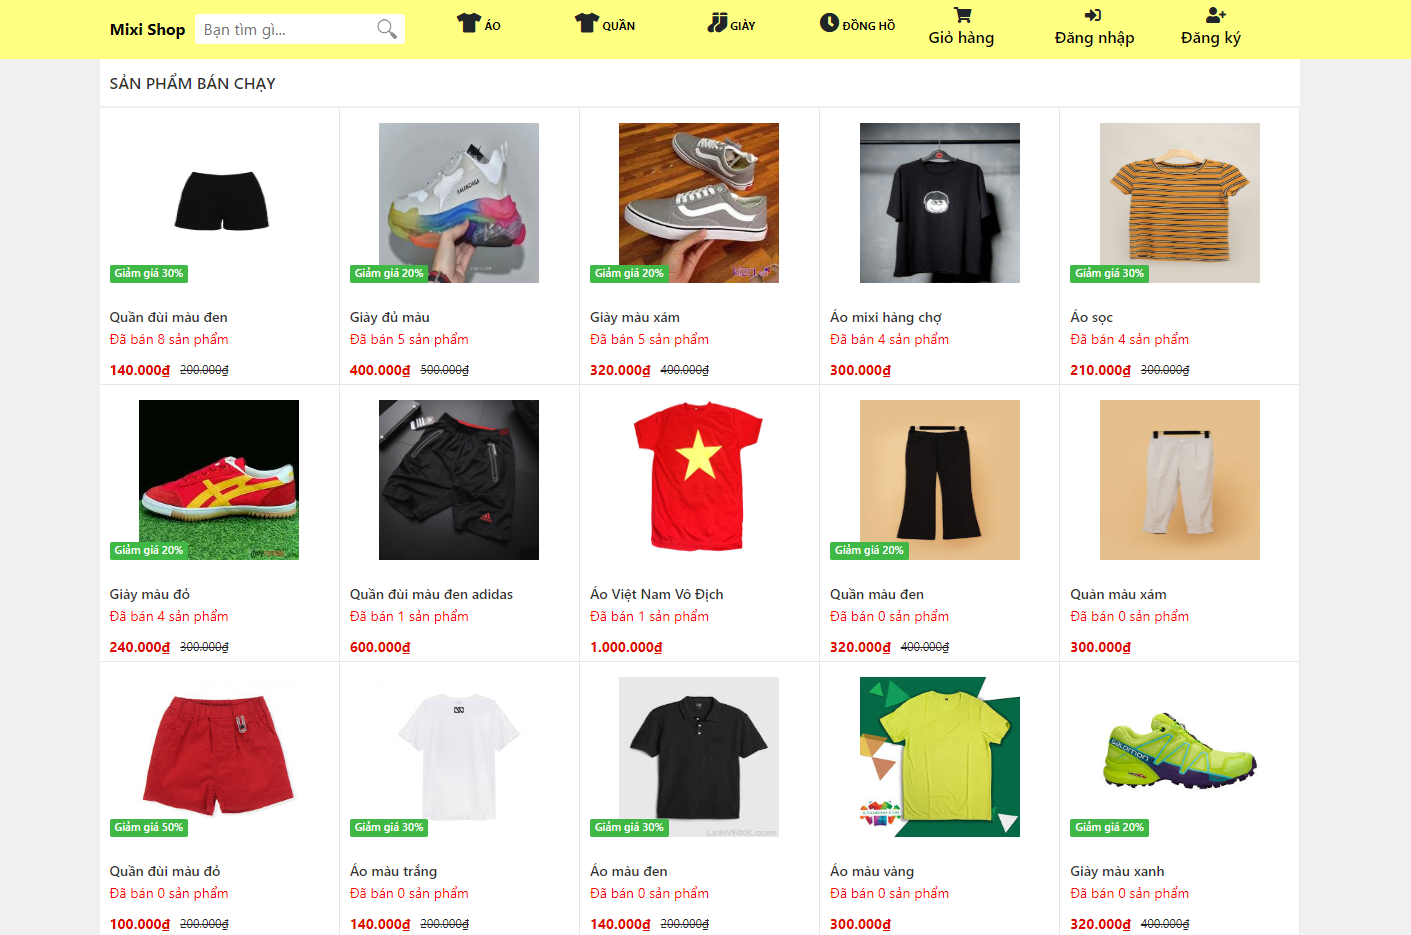 Mixi Shop
Bạn tìm gì...
ÁO
QUẦN
GIÀY
ĐỒNG HỒ
Giỏ hàng
Đăng nhập
Đăng ký
SẢN PHẨM BÁN CHẠY
BALENCIAGA
Giảm giá 30%
Giảm giá 20%
Giảm giá 20%
Giảm giá 30%
Quần đùi màu đen
Giày đủ màu
Giày màu xám
Áo mixi hàng chợ
Áo sọc
Đã bán 8 sản phẩm
Đã bán 5 sản phẩm
Đã bán 5 sản phẩm
Đã bán 4 sản phẩm
Đã bán 4 sản phẩm
140.000₫ 200.000₫
400.000₫ 500.000₫
320.000₫ 400.000₫
300.000₫
210.000₫ 300.000₫
Giảm giá 20%
Giảm giá 20%
Giày màu đỏ
Quần đùi màu đen adidas
Áo Việt Nam Vô Địch
Quần màu đen
Quàn màu xám
Đã bán 4 sản phẩm
Đã bán 1 sản phẩm
Đã bán 1 sản phẩm
Đã bán 0 sản phẩm
Đã bán 0 sản phẩm
240.000₫ 300.000₫
600.000₫
1.000.000₫
320.000₫ 400.000₫
300.000₫
salomon
Giảm giá 50%
Giảm giá 30%
Giảm giá 30%
LinhVNXK.com
Giảm giá 20%
Quần đùi màu đỏ
Áo màu trắng
Áo màu đen
Áo màu vàng
Giày màu xanh
Đã bán 0 sản phẩm
Đã bán 0 sản phẩm
Đã bán 0 sản phẩm
Đã bán 0 sản phẩm
Đã bán 0 sản phẩm
100.000₫ 200.000₫
140.000₫ 200.000₫
140.000₫ 200.000₫
300.000₫
320.000₫ 400.000₫